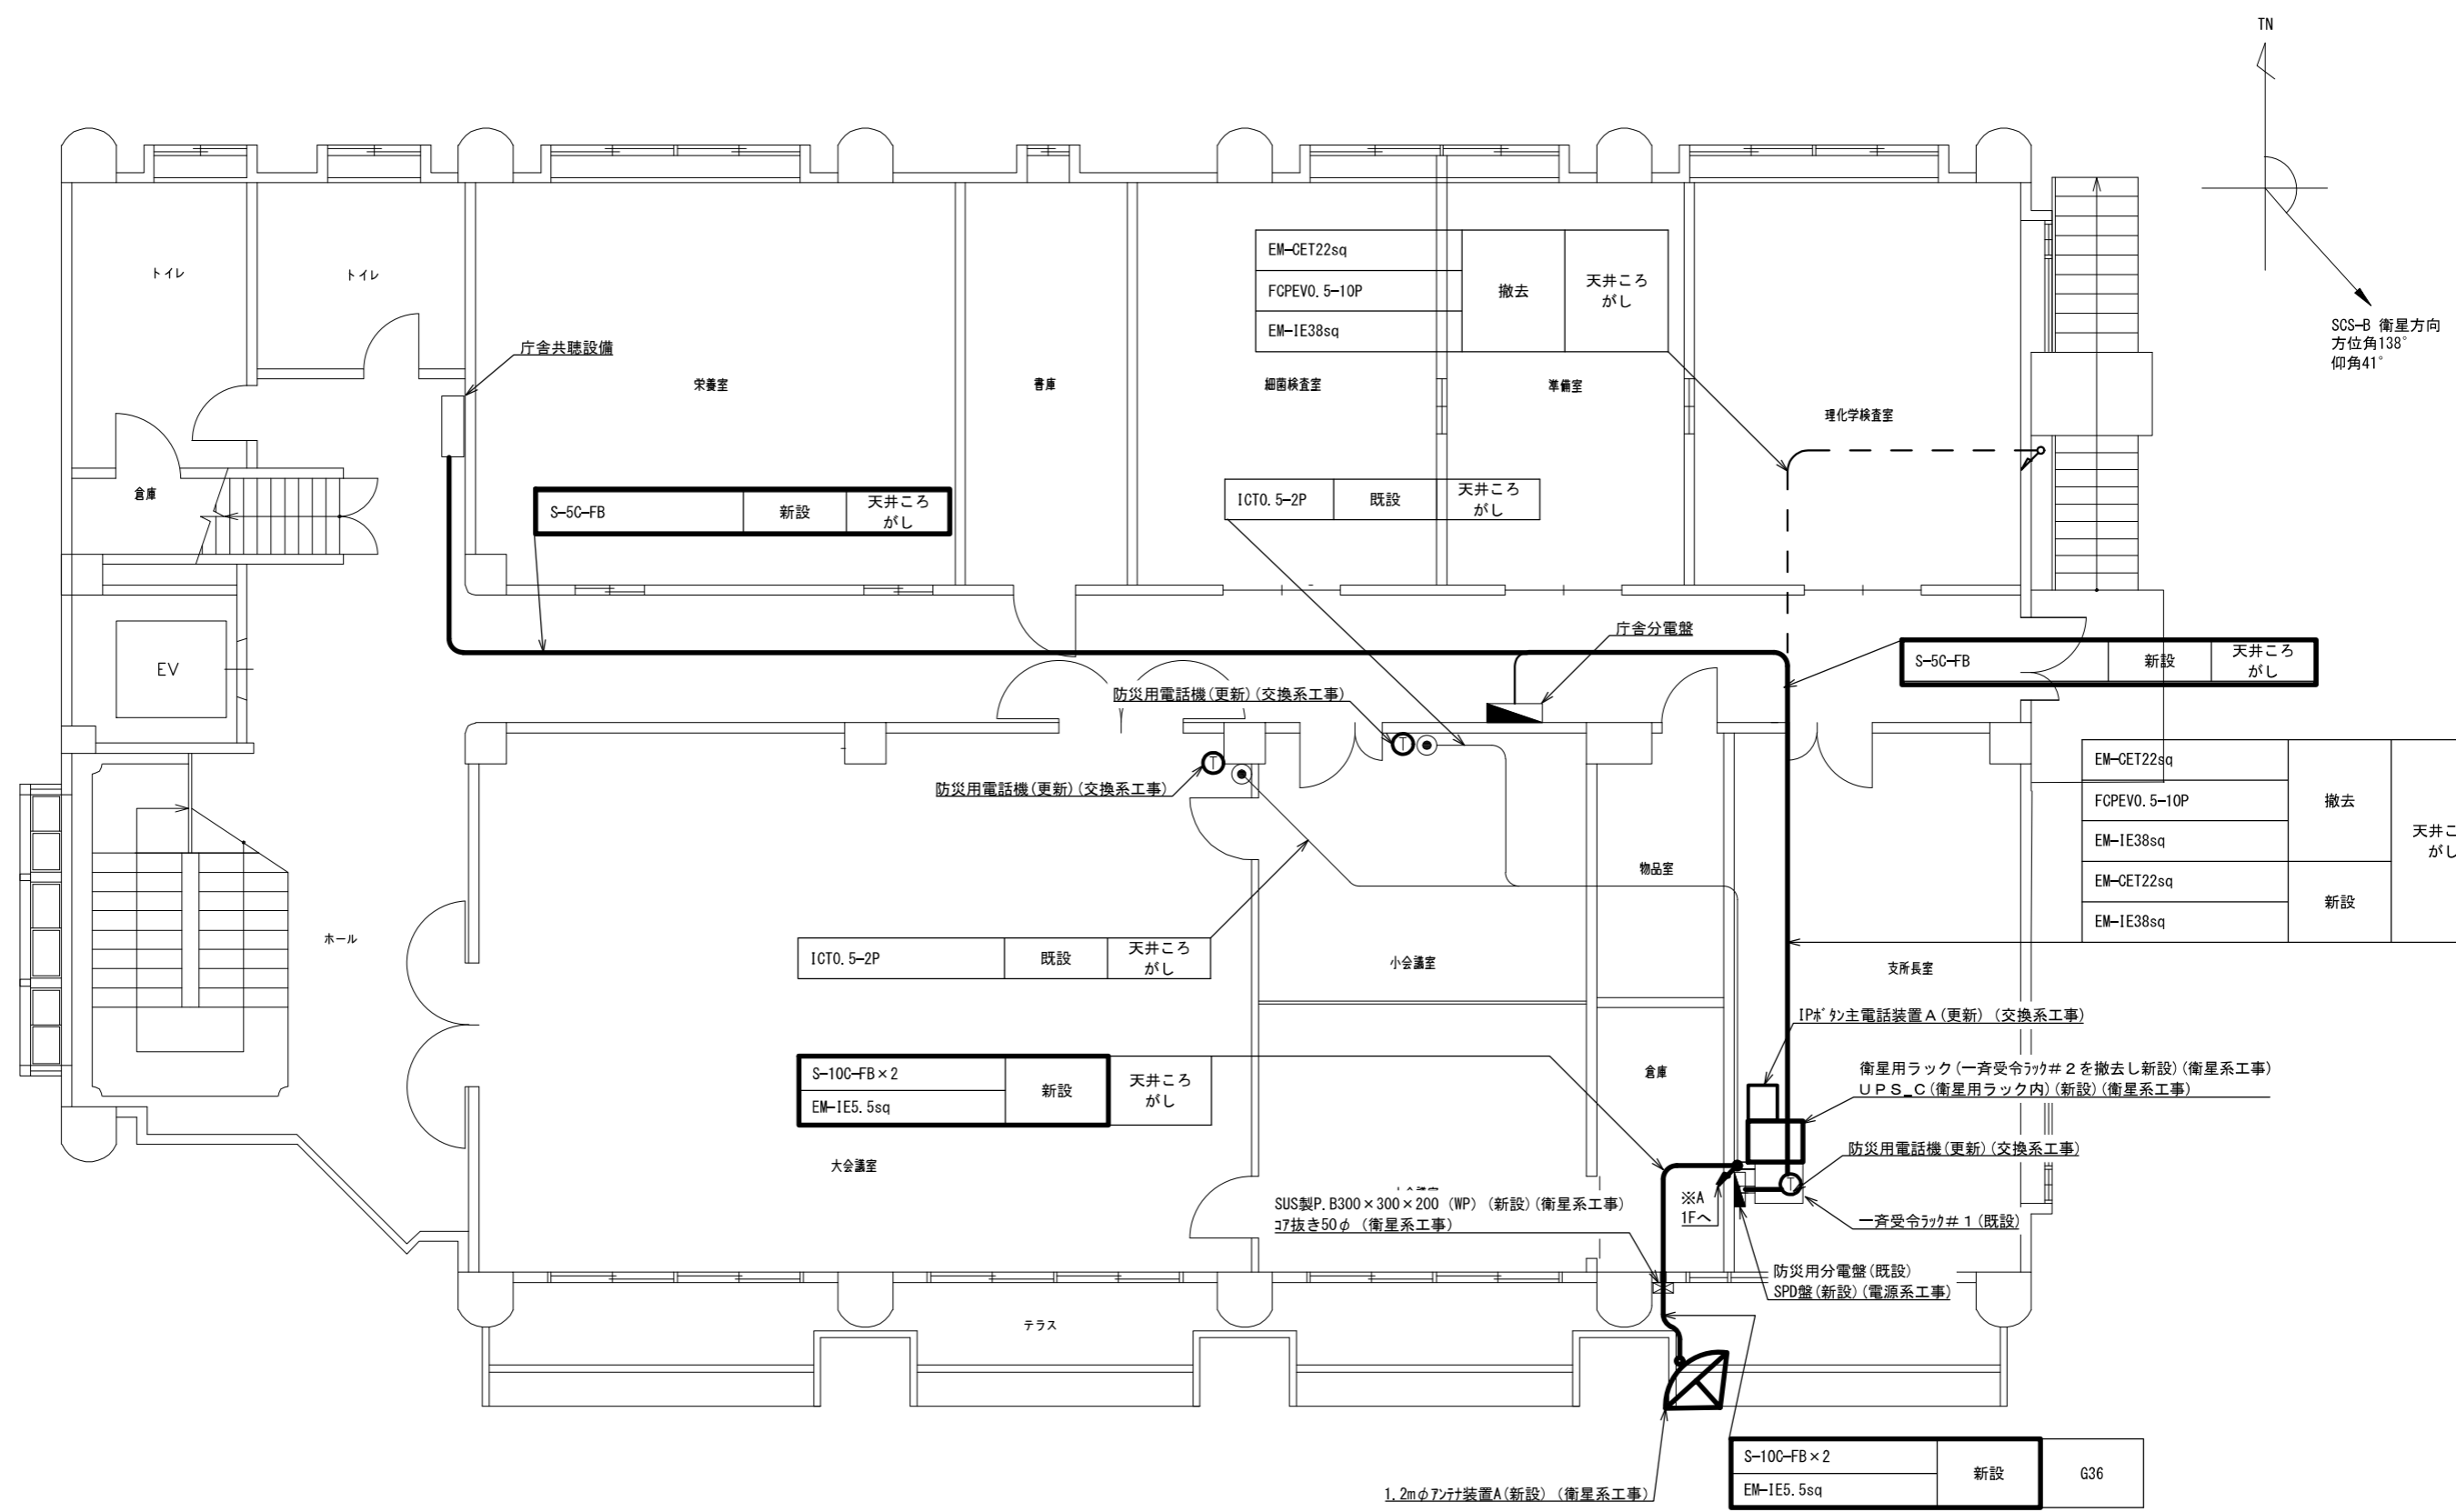 TN
SCS-B 衛星方向
方位角138°
仰角41°
トイレ
トイレ
庁舎共聴設備
栄養室
書庫
細菌検査室
準備室
理化学検査室
EM-CET22sq
FCPEV0.5-10P
EM-IE38sq
撤去
天井ころ
がし
倉庫
S-5C-FB
新設
天井ころ
がし
ICT0.5-2P
既設
天井ころ
がし
庁舎分電盤
EV
S-5C-FB
新設
天井ころ
がし
防災用電話機(更新)(交換系工事)
T
T
防災用電話機(更新)(交換系工事)
EM-CET22sq
FCPEV0.5-10P
EM-IE38sq
撤去
EM-CET22sq
EM-IE38sq
新設
天井こ
がし
物品室
ホール
ICT0.5-2P
既設
天井ころ
がし
小会議室
支所長室
IPボタン主電話装置A(更新)(交換系工事)
衛星用ラック(一斉受令ラック#2を撤去し新設)(衛星系工事)
UPS_C(衛星用ラック内)(新設)(衛星系工事)
S-10C-FB×2
EM-IE5.5sq
新設
天井ころ
がし
倉庫
防災用電話機(更新)(交換系工事)
T
大会議室
SUS製P.B300×300×200 (WP) (新設)(衛星系工事)
コア抜き50φ (衛星系工事)
※A
1Fへ
一斉受令ラック#1(既設)
防災用分電盤(既設)
SPD盤(新設)(電源系工事)
テラス
S-10C-FB×2
EM-IE5.5sq
新設
G36
1.2mφアンテナ装置A(新設) (衛星系工事)